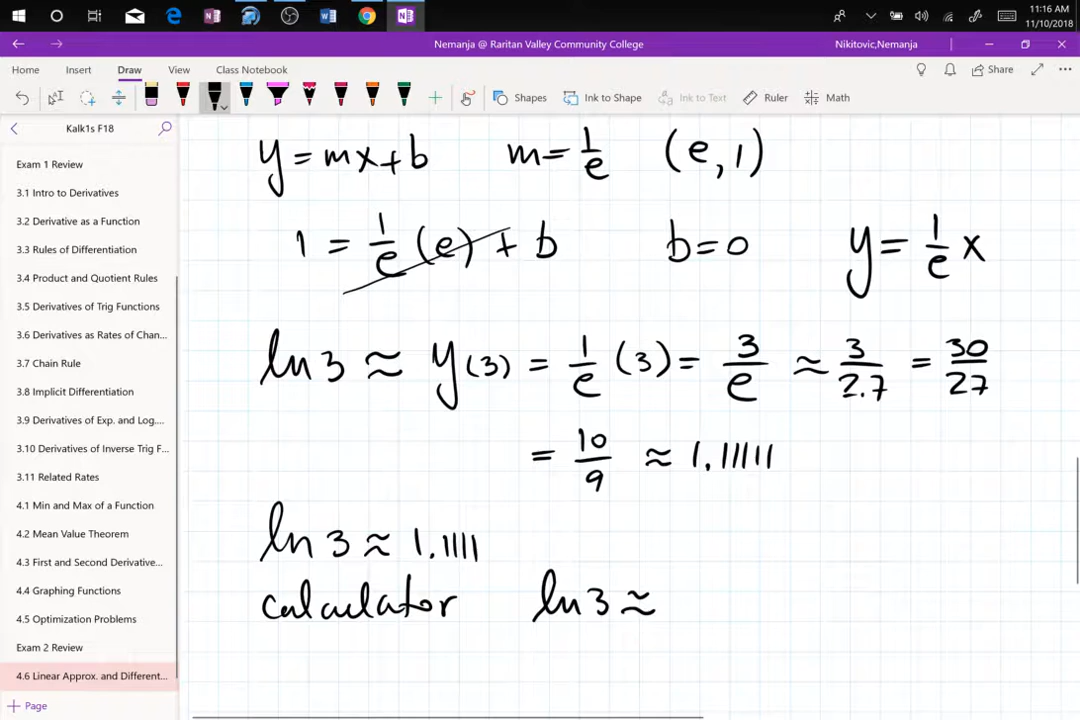 11:16 AM
11/10/2018
Nemanja @ Raritan Valley Community College
Nikitovic,Nemanja
Home Insert Draw View Class Notebook
Share
Shapes Ink to Shape Ink to Text Ruler Math
Kalk1s F18
Exam 1 Review
3.1 Intro to Derivatives
3.2 Derivative as a Function
3.3 Rules of Differentiation
3.4 Product and Quotient Rules
3.5 Derivatives of Trig Functions
3.6 Derivatives as Rates of Chan...
3.7 Chain Rule
3.8 Implicit Differentiation
3.9 Derivatives of Exp. and Log....
3.10 Derivatives of Inverse Trig F...
3.11 Related Rates
4.1 Min and Max of a Function
4.2 Mean Value Theorem
4.3 First and Second Derivative...
4.4 Graphing Functions
4.5 Optimization Problems
Exam 2 Review
4.6 Linear Approx. and Different...
+ Page
y = mx + b m = 1/e (e, 1)
1 = 1/e (e) + b b = 0 y = 1/e x
ln 3 ≈ y(3) = 1/e (3) = 3/e ≈ 3/2.7 = 30/27
= 10/9 ≈ 1.11111
ln 3 ≈ 1.1111
calculator ln 3 ≈